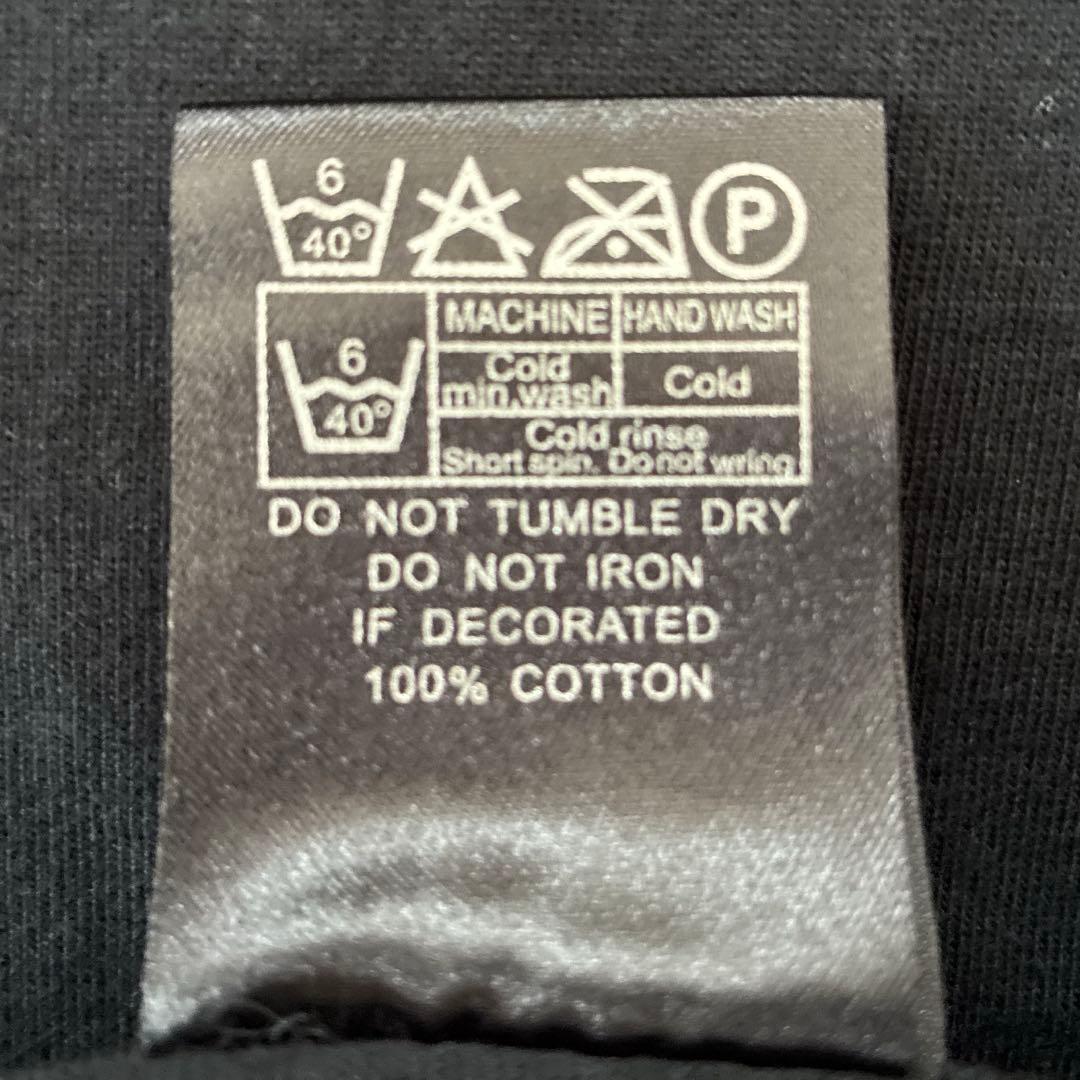 6
40°
P
6
40°
MACHINE HAND WASH
Cold
min.wash
Cold
Cold rinse
Short spin. Do not wring
DO NOT TUMBLE DRY
DO NOT IRON
IF DECORATED
100% COTTON